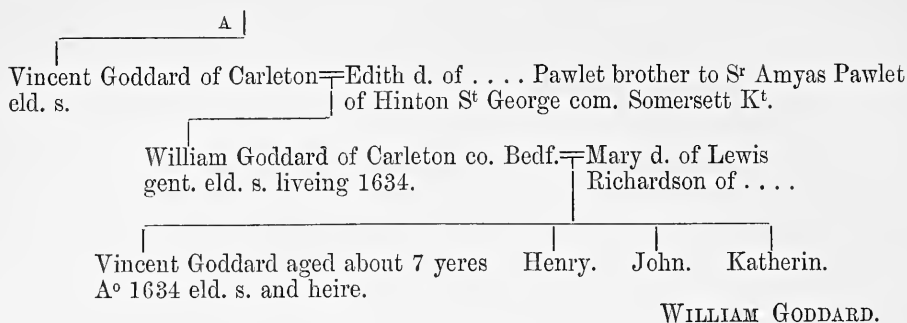 A
Vincent Goddard of Carleton=Edith d. of . . . . Pawlet brother to Sʳ Amyas Pawlet
eld. s. of Hinton Sᵗ George com. Somersett Kᵗ.
William Goddard of Carleton co. Bedf.=Mary d. of Lewis
gent. eld. s. liveing 1634. Richardson of . . . .
Vincent Goddard aged about 7 yeres Henry. John. Katherin.
Aᵒ 1634 eld. s. and heire.
WILLIAM GODDARD.